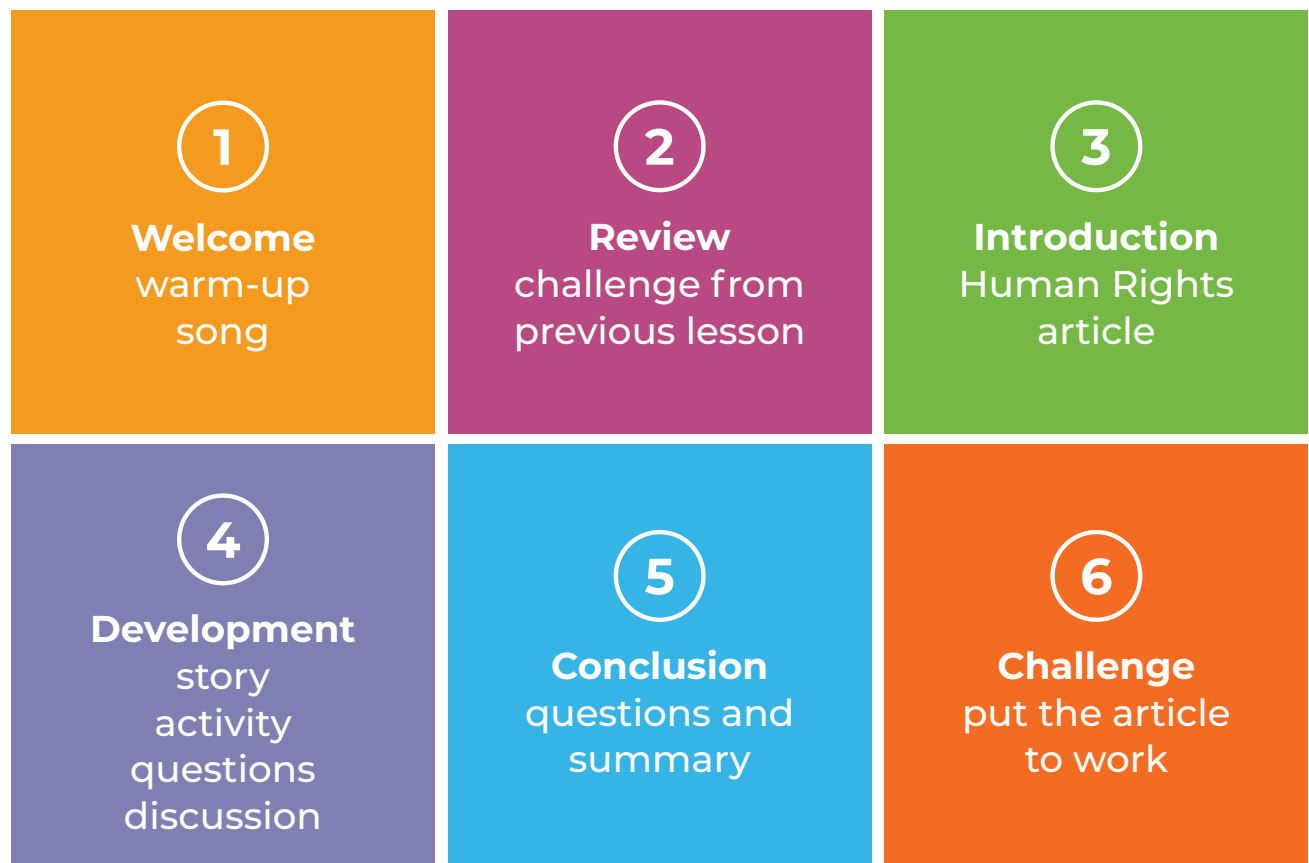 1
Welcome
warm-up
song
2
Review
challenge from
previous lesson
3
Introduction
Human Rights
article
4
Development
story
activity
questions
discussion
5
Conclusion
questions and
summary
6
Challenge
put the article
to work